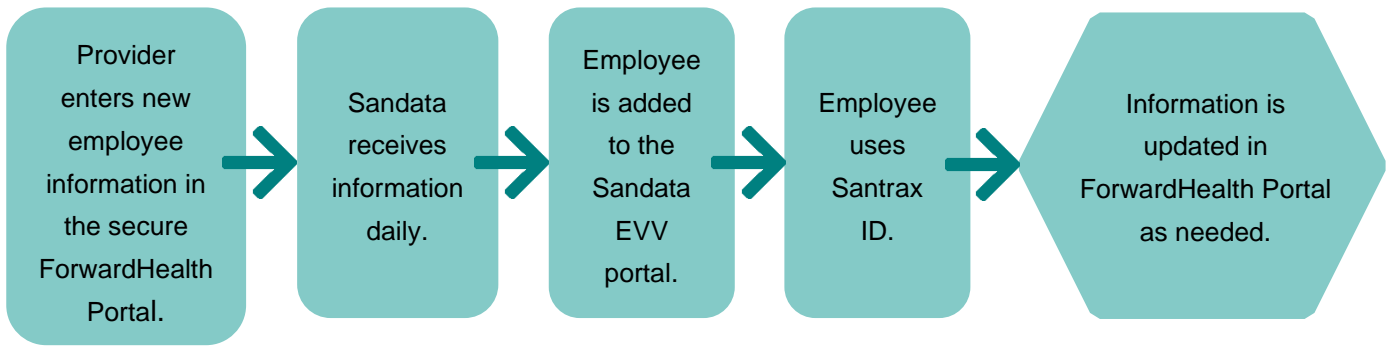 Provider
enters new
employee
information in
the secure
ForwardHealth
Portal.
Sandata
receives
information
daily.
Employee
is added
to the
Sandata
EVV
portal.
Employee
uses
Santrax
ID.
Information is
updated in
ForwardHealth Portal
as needed.